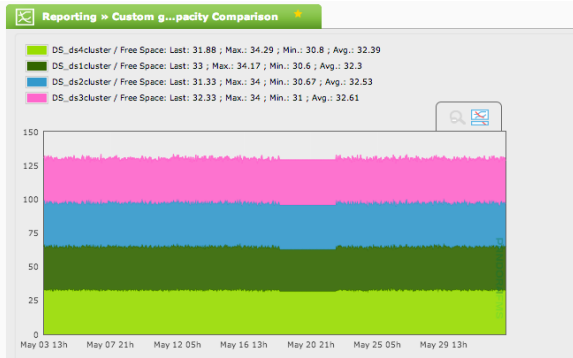 Reporting » Custom g...pacity Comparison
DS_ds4cluster / Free Space: Last: 31.88 ; Max.: 34.29 ; Min.: 30.8 ; Avg.: 32.39
DS_ds1cluster / Free Space: Last: 33 ; Max.: 34.17 ; Min.: 30.6 ; Avg.: 32.3
DS_ds2cluster / Free Space: Last: 31.33 ; Max.: 34 ; Min.: 30.67 ; Avg.: 32.53
DS_ds3cluster / Free Space: Last: 32.33 ; Max.: 34 ; Min.: 31 ; Avg.: 32.61
150
125
100
75
50
25
0
May 03 13h May 07 21h May 12 05h May 16 13h May 20 21h May 25 05h May 29 13h